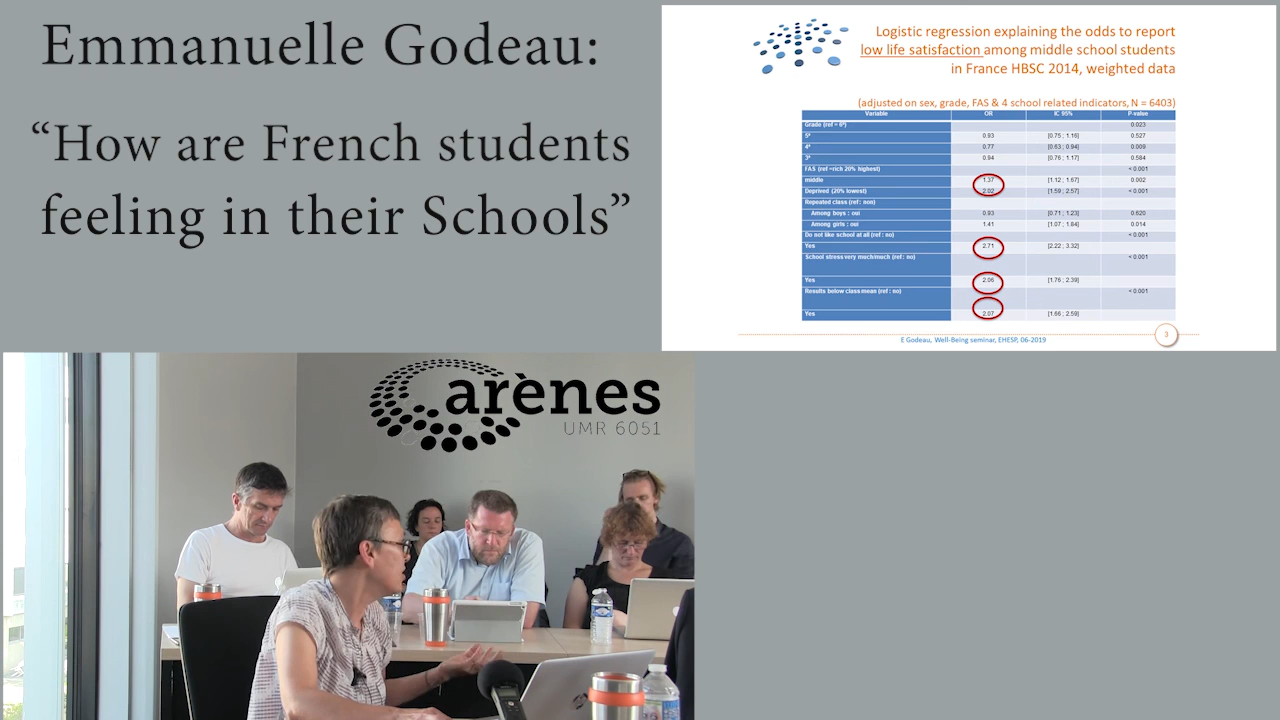 Emmanuelle Godeau:
“How are French students
feeling in their Schools”
Logistic regression explaining the odds to report
low life satisfaction among middle school students
in France HBSC 2014, weighted data
(adjusted on sex, grade, FAS & 4 school related indicators, N = 6403)
Variable OR IC 95% P-value
Grade (ref = 6ᵉ) 0.023
5ᵉ 0.93 [0.75 ; 1.16] 0.527
4ᵉ 0.77 [0.63 ; 0.94] 0.009
3ᵉ 0.94 [0.76 ; 1.17] 0.584
FAS (ref =rich 20% highest) < 0.001
middle 1.37 [1.12 ; 1.67] 0.002
Deprived (20% lowest) 2.02 [1.59 ; 2.57] < 0.001
Repeated class (ref : non)
Among boys : oui 0.93 [0.71 ; 1.23] 0.620
Among girls : oui 1.41 [1.07 ; 1.84] 0.014
Do not like school at all (ref : no) < 0.001
Yes 2.71 [2.22 ; 3.32]
School stress very much/much (ref : no) < 0.001
Yes 2.06 [1.76 ; 2.39]
Results below class mean (ref : no) < 0.001
Yes 2.07 [1.66 ; 2.59]
E Godeau, Well-Being seminar, EHESP, 06-2019
3
arènes
UMR 6051